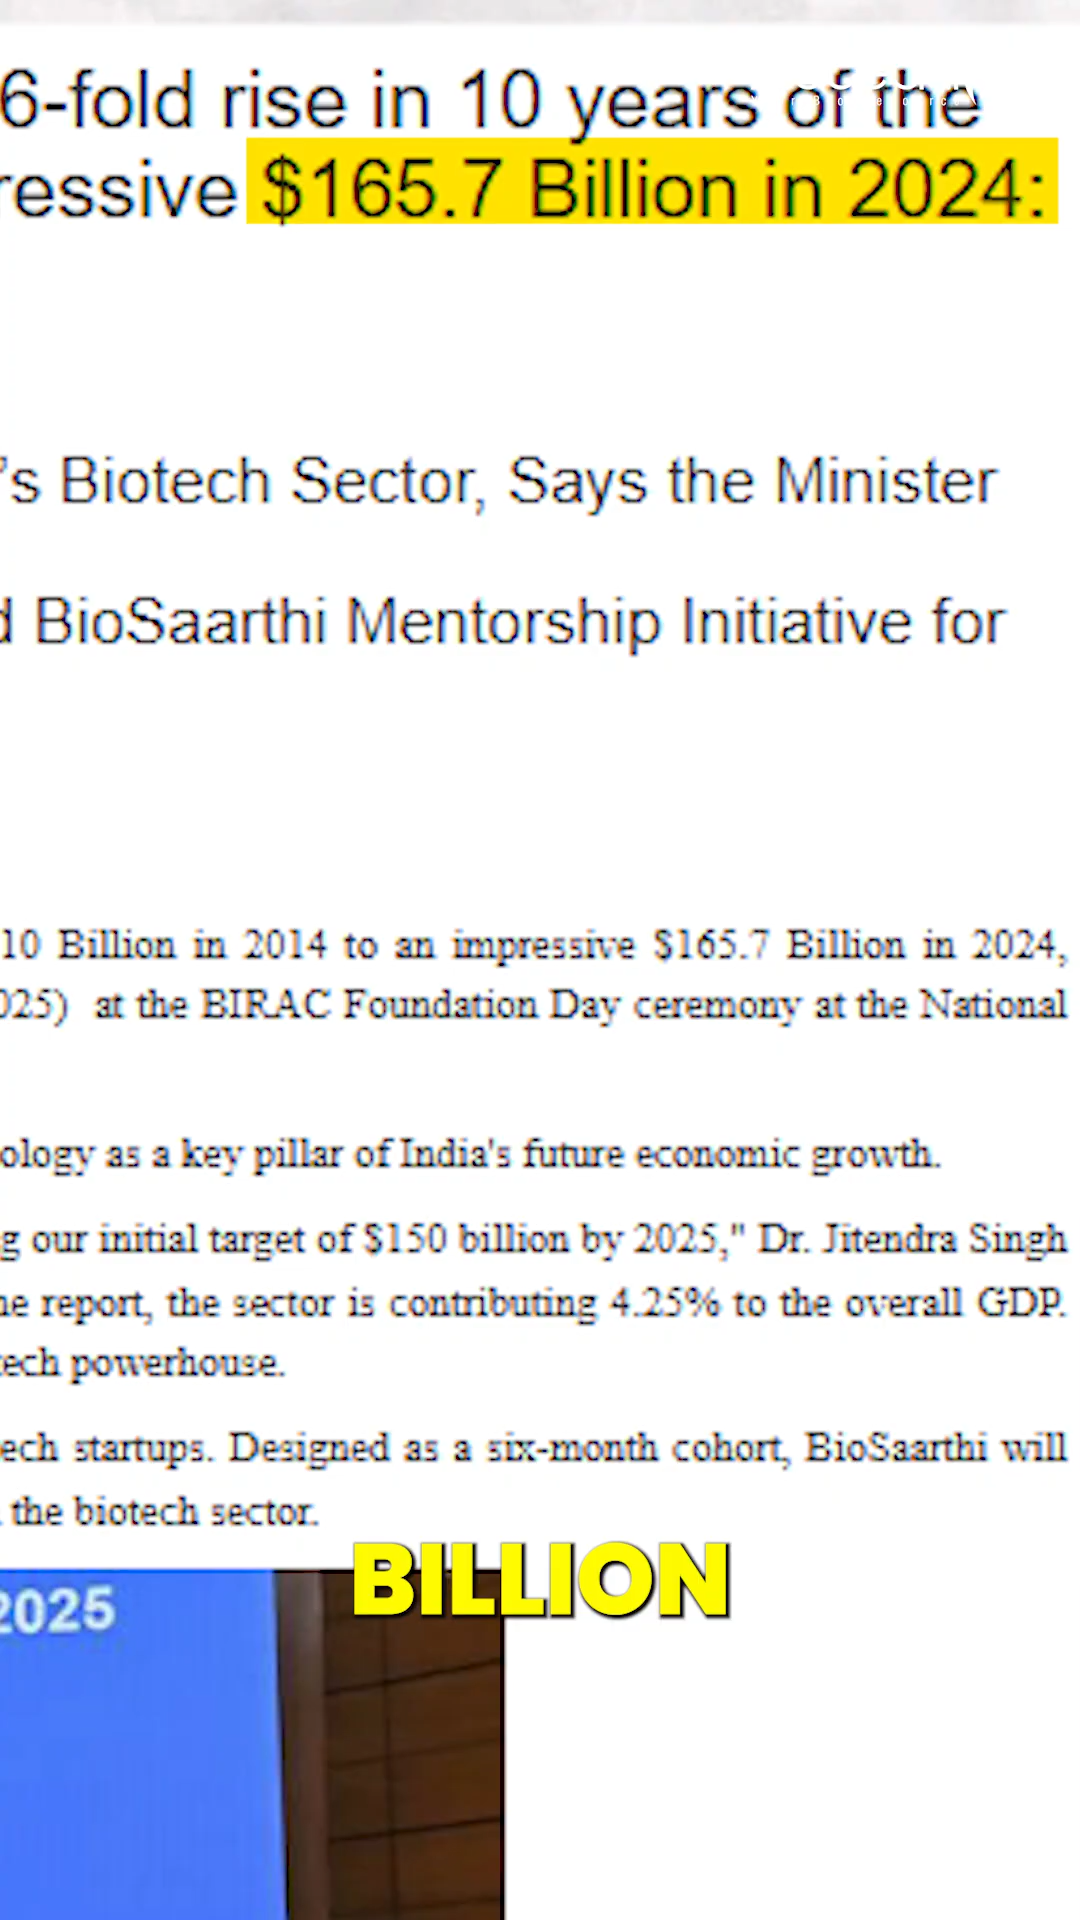 6-fold rise in 10 years of the
ressive $165.7 Billion in 2024:
's Biotech Sector, Says the Minister
d BioSaarthi Mentorship Initiative for
10 Billion in 2014 to an impressive $165.7 Billion in 2024,
025) at the BIRAC Foundation Day ceremony at the National
ology as a key pillar of India's future economic growth.
g our initial target of $150 billion by 2025," Dr. Jitendra Singh
ne report, the sector is contributing 4.25% to the overall GDP.
tech powerhouse.
ech startups. Designed as a six-month cohort, BioSaarthi will
the biotech sector.
BILLION
2025